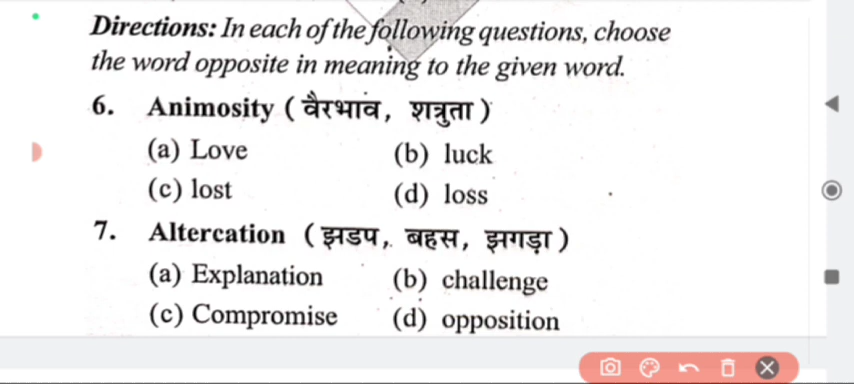 Directions: In each of the following questions, choose
the word opposite in meaning to the given word.
6. Animosity ( वैरभाव, शत्रुता )
(a) Love (b) luck
(c) lost (d) loss
7. Altercation ( झडप, बहस, झगड़ा )
(a) Explanation (b) challenge
(c) Compromise (d) opposition